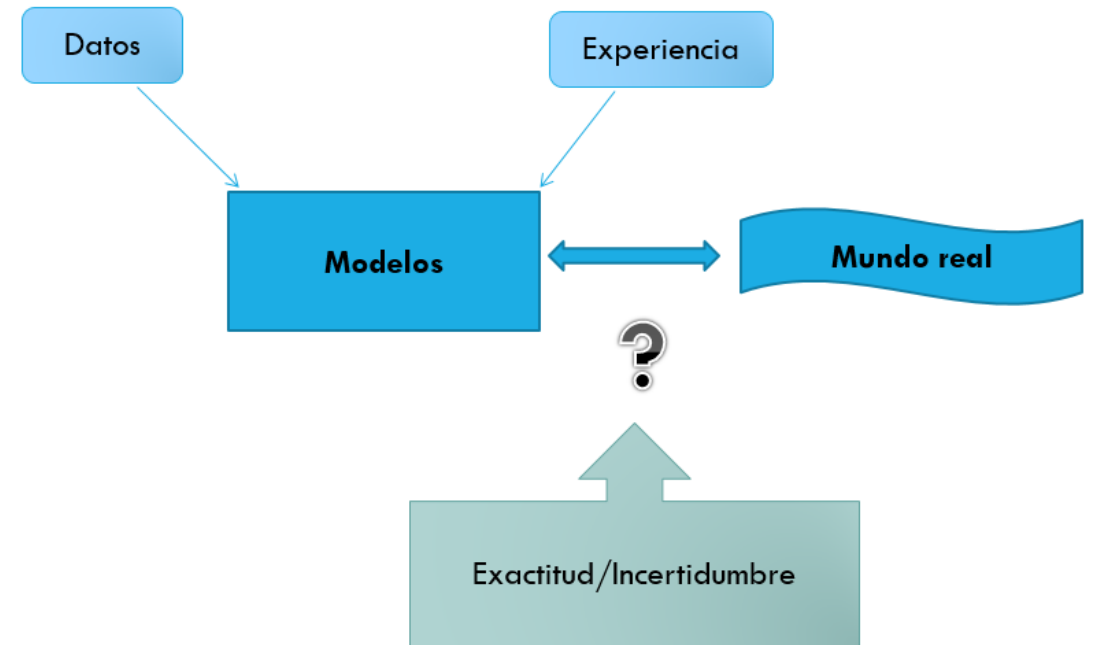 Datos
Experiencia
Modelos
Mundo real
?
Exactitud/Incertidumbre